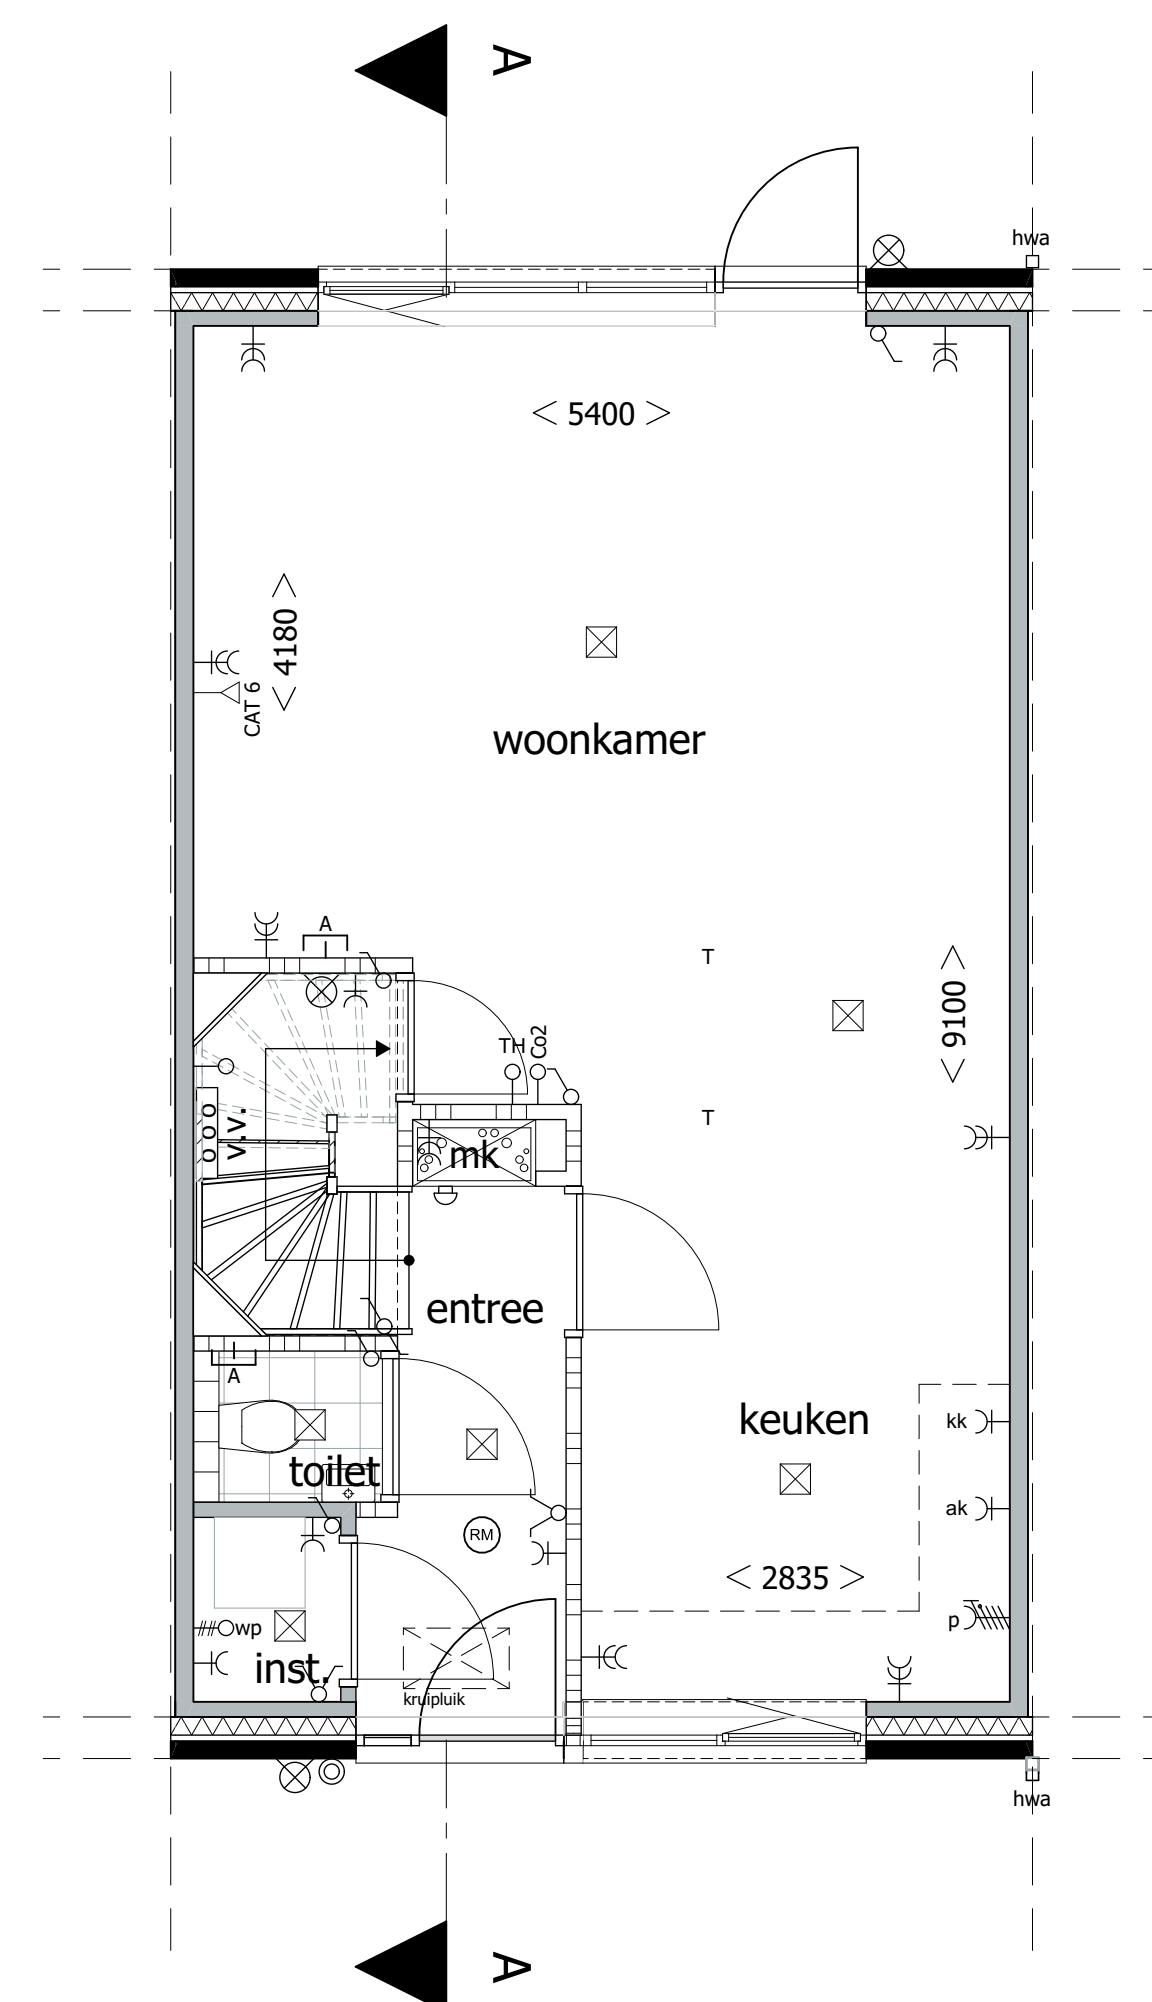 A
hwa
< 5400 >
< 4180 >
CAT 6
woonkamer
A
T
< 9100 >
TH
Co2
T
v.v.
mk
entree
A
keuken
kk
toilet
ak
RM
< 2835 >
wp
p
inst.
kruipluik
hwa
A